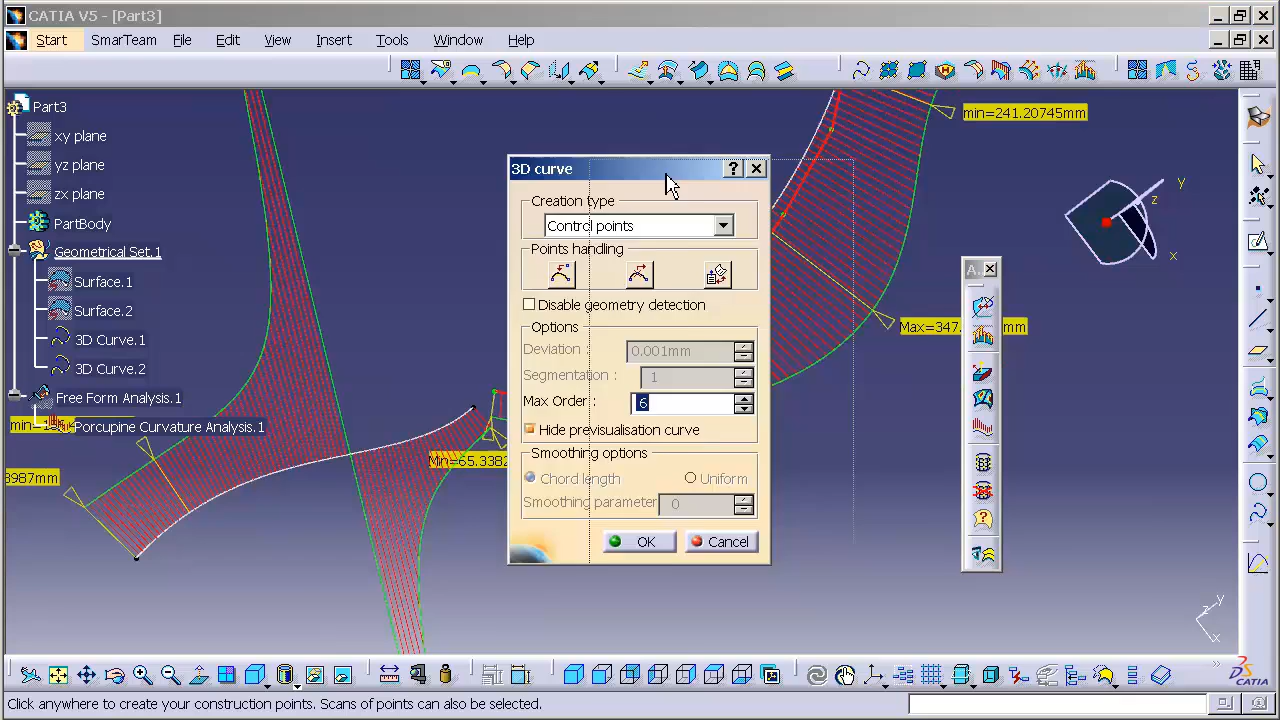 CATIA V5 - [Part3]
Start SmarTeam File Edit View Insert Tools Window Help
Part3
xy plane
yz plane
zx plane
PartBody
Geometrical Set.1
Surface.1
Surface.2
3D Curve.1
3D Curve.2
Free Form Analysis.1
Porcupine Curvature Analysis.1
8987mm
Min=65.3382
min=241.20745mm
Max=347. mm
3D curve
Creation type
Control points
Points handling
Disable geometry detection
Options
Deviation : 0.001mm
Segmentation : 1
Max Order : 6
Hide previsualisation curve
Smoothing options
Chord length Uniform
Smoothing parameter 0
OK Cancel
A..
y
z
x
y
z
x
CATIA
Click anywhere to create your construction points. Scans of points can also be selected.